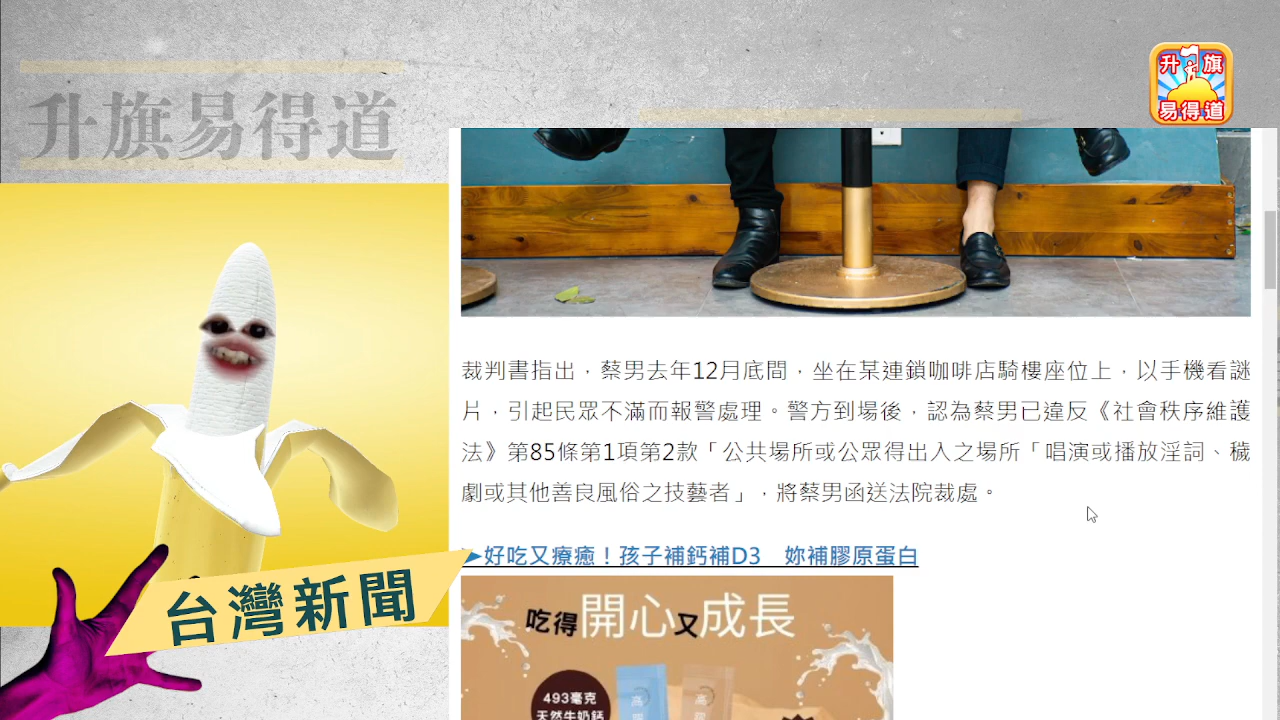 升旗易得道
升旗
易得道
裁判書指出，蔡男去年12月底間，坐在某連鎖咖啡店騎樓座位上，以手機看謎
片，引起民眾不滿而報警處理。警方到場後，認為蔡男已違反《社會秩序維護
法》第85條第1項第2款「公共場所或公眾得出入之場所「唱演或播放淫詞、穢
劇或其他善良風俗之技藝者」，將蔡男函送法院裁處。
►好吃又療癒！孩子補鈣補D3　妳補膠原蛋白
台灣新聞
吃得開心又成長
493毫克
天然牛奶鈣